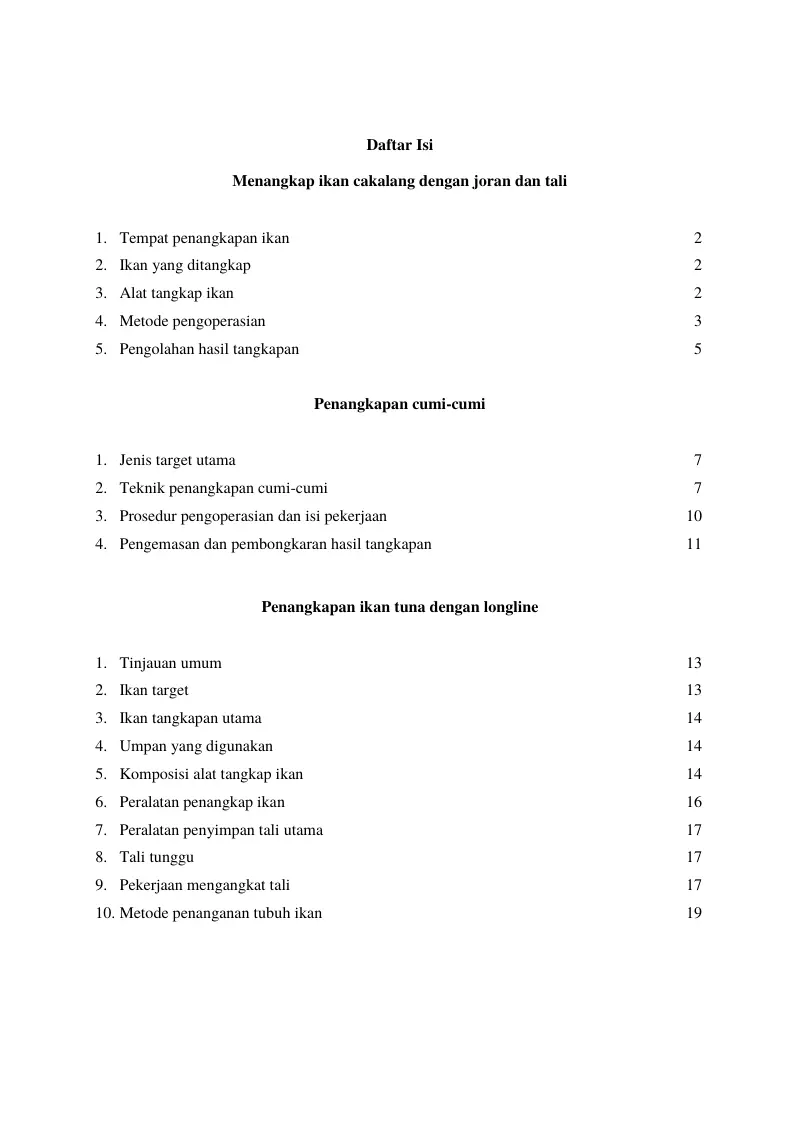 Daftar Isi
Menangkap ikan cakalang dengan joran dan tali
1. Tempat penangkapan ikan 2
2. Ikan yang ditangkap 2
3. Alat tangkap ikan 2
4. Metode pengoperasian 3
5. Pengolahan hasil tangkapan 5
Penangkapan cumi-cumi
1. Jenis target utama 7
2. Teknik penangkapan cumi-cumi 7
3. Prosedur pengoperasian dan isi pekerjaan 10
4. Pengemasan dan pembongkaran hasil tangkapan 11
Penangkapan ikan tuna dengan longline
1. Tinjauan umum 13
2. Ikan target 13
3. Ikan tangkapan utama 14
4. Umpan yang digunakan 14
5. Komposisi alat tangkap ikan 14
6. Peralatan penangkap ikan 16
7. Peralatan penyimpan tali utama 17
8. Tali tunggu 17
9. Pekerjaan mengangkat tali 17
10. Metode penanganan tubuh ikan 19